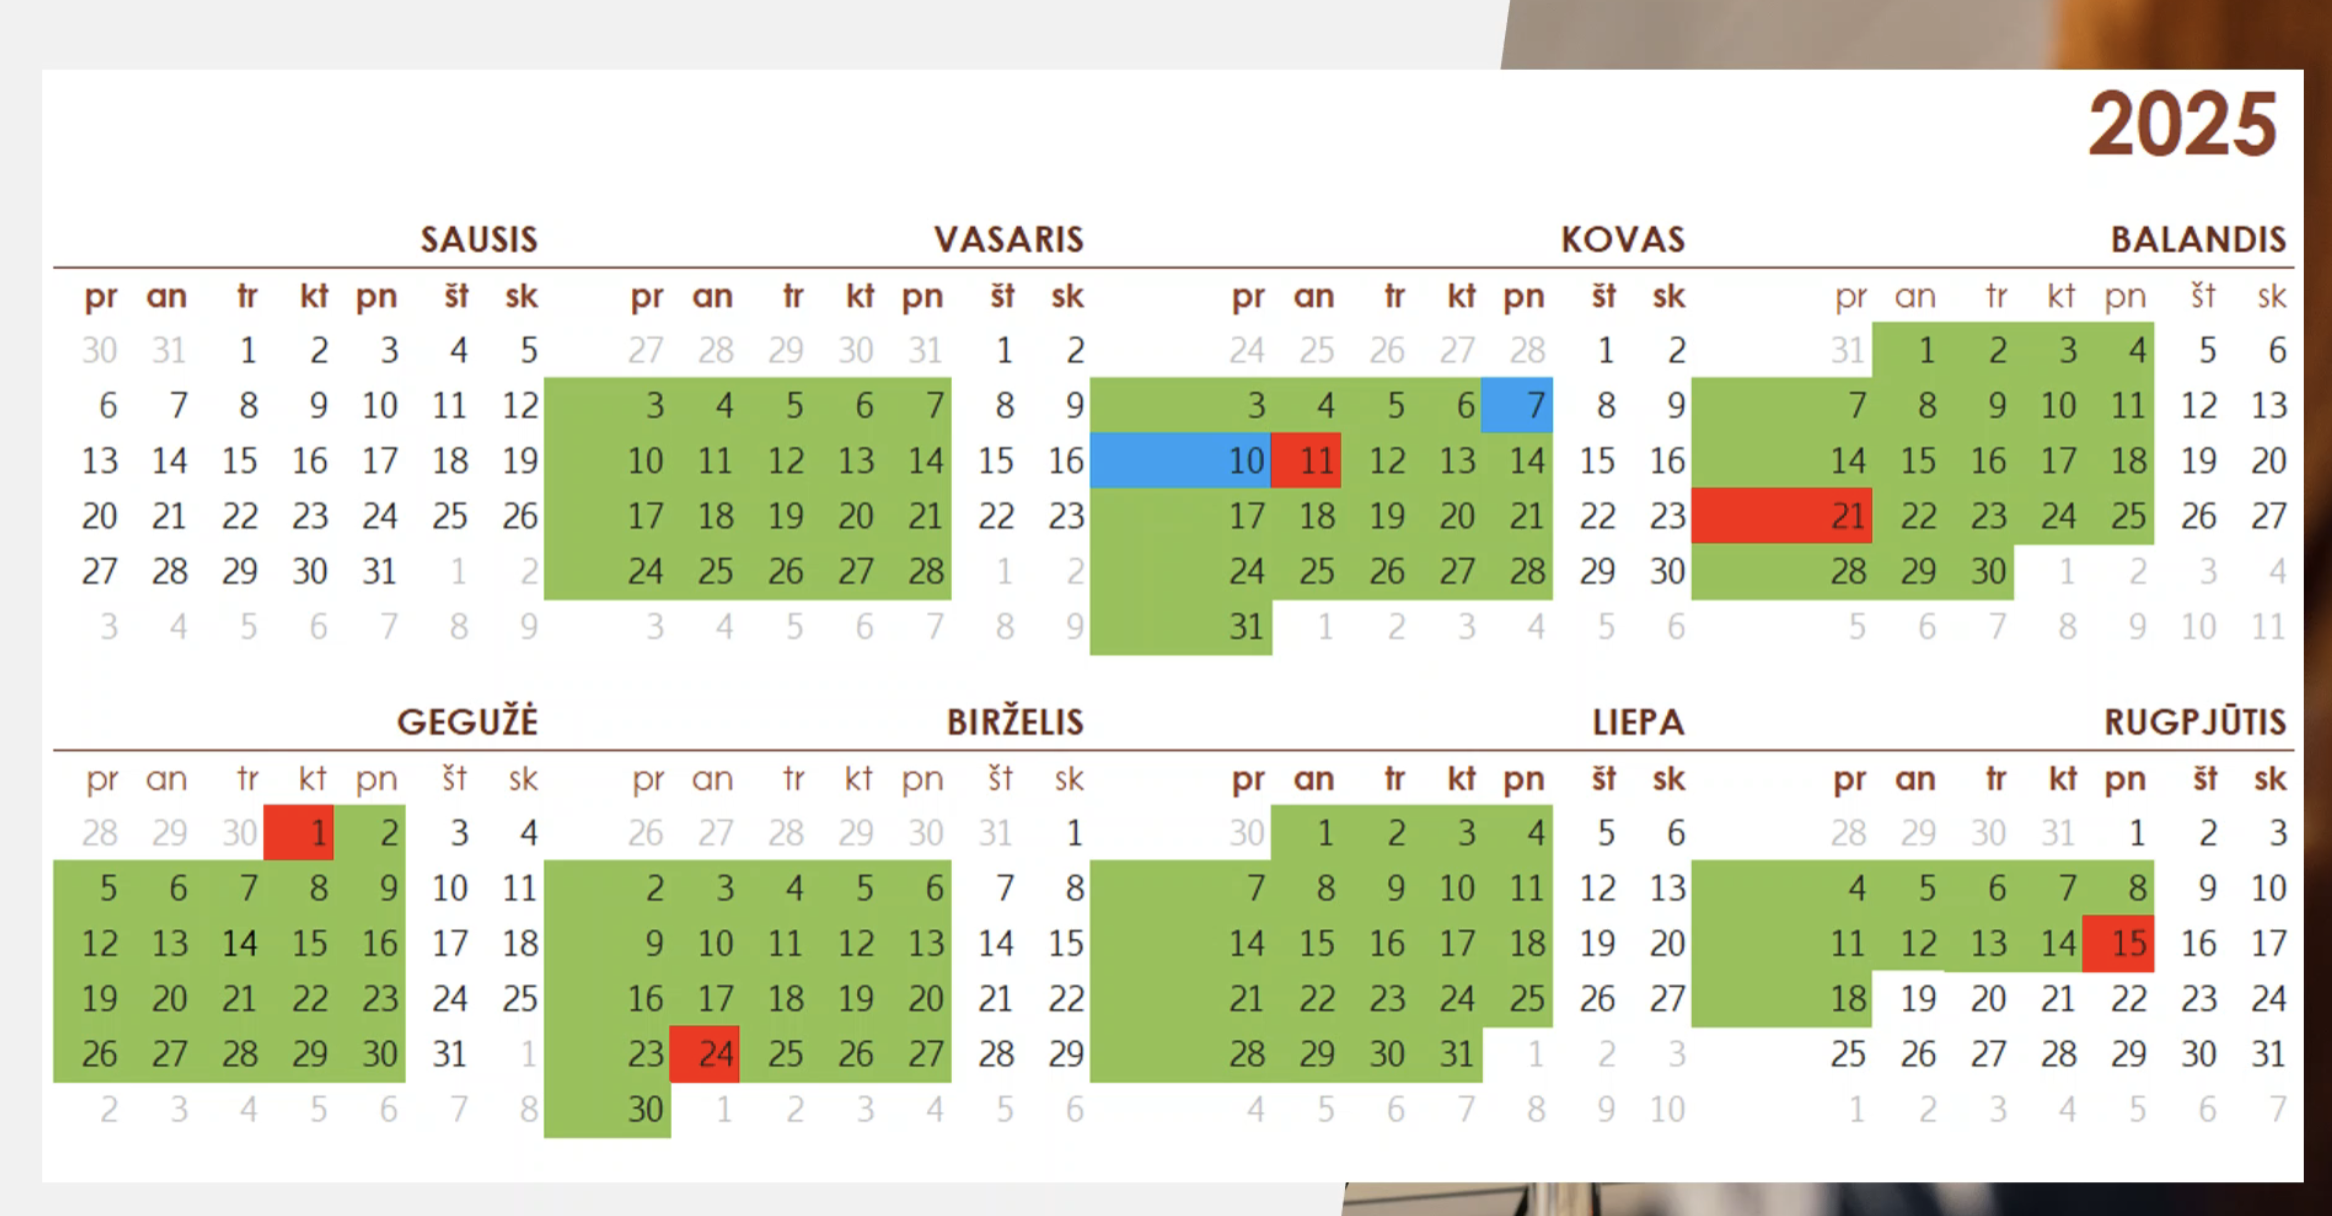 2025
SAUSIS VASARIS KOVAS BALANDIS
pr an tr kt pn št sk pr an tr kt pn št sk pr an tr kt pn št sk pr an tr kt pn št sk
30 31 1 2 3 4 5 27 28 29 30 31 1 2 24 25 26 27 28 1 2 31 1 2 3 4 5 6
6 7 8 9 10 11 12 3 4 5 6 7 8 9 3 4 5 6 7 8 9 7 8 9 10 11 12 13
13 14 15 16 17 18 19 10 11 12 13 14 15 16 10 11 12 13 14 15 16 14 15 16 17 18 19 20
20 21 22 23 24 25 26 17 18 19 20 21 22 23 17 18 19 20 21 22 23 21 22 23 24 25 26 27
27 28 29 30 31 1 2 24 25 26 27 28 1 2 24 25 26 27 28 29 30 28 29 30 1 2 3 4
3 4 5 6 7 8 9 3 4 5 6 7 8 9 31 1 2 3 4 5 6 5 6 7 8 9 10 11
GEGUŽĖ BIRŽELIS LIEPA RUGPJŪTIS
pr an tr kt pn št sk pr an tr kt pn št sk pr an tr kt pn št sk pr an tr kt pn št sk
28 29 30 1 2 3 4 26 27 28 29 30 31 1 30 1 2 3 4 5 6 28 29 30 31 1 2 3
5 6 7 8 9 10 11 2 3 4 5 6 7 8 7 8 9 10 11 12 13 4 5 6 7 8 9 10
12 13 14 15 16 17 18 9 10 11 12 13 14 15 14 15 16 17 18 19 20 11 12 13 14 15 16 17
19 20 21 22 23 24 25 16 17 18 19 20 21 22 21 22 23 24 25 26 27 18 19 20 21 22 23 24
26 27 28 29 30 31 1 23 24 25 26 27 28 29 28 29 30 31 1 2 3 25 26 27 28 29 30 31
2 3 4 5 6 7 8 30 1 2 3 4 5 6 4 5 6 7 8 9 10 1 2 3 4 5 6 7